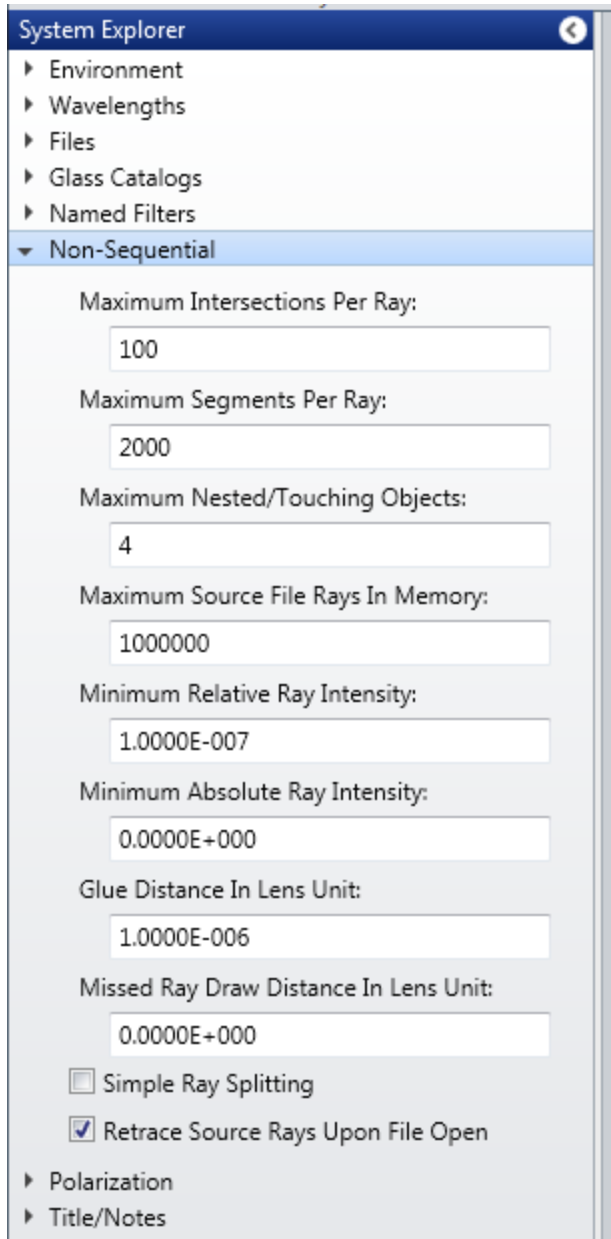 System Explorer
Environment
Wavelengths
Files
Glass Catalogs
Named Filters
Non-Sequential
Maximum Intersections Per Ray:
100
Maximum Segments Per Ray:
2000
Maximum Nested/Touching Objects:
4
Maximum Source File Rays In Memory:
1000000
Minimum Relative Ray Intensity:
1.0000E-007
Minimum Absolute Ray Intensity:
0.0000E+000
Glue Distance In Lens Unit:
1.0000E-006
Missed Ray Draw Distance In Lens Unit:
0.0000E+000
Simple Ray Splitting
Retrace Source Rays Upon File Open
Polarization
Title/Notes